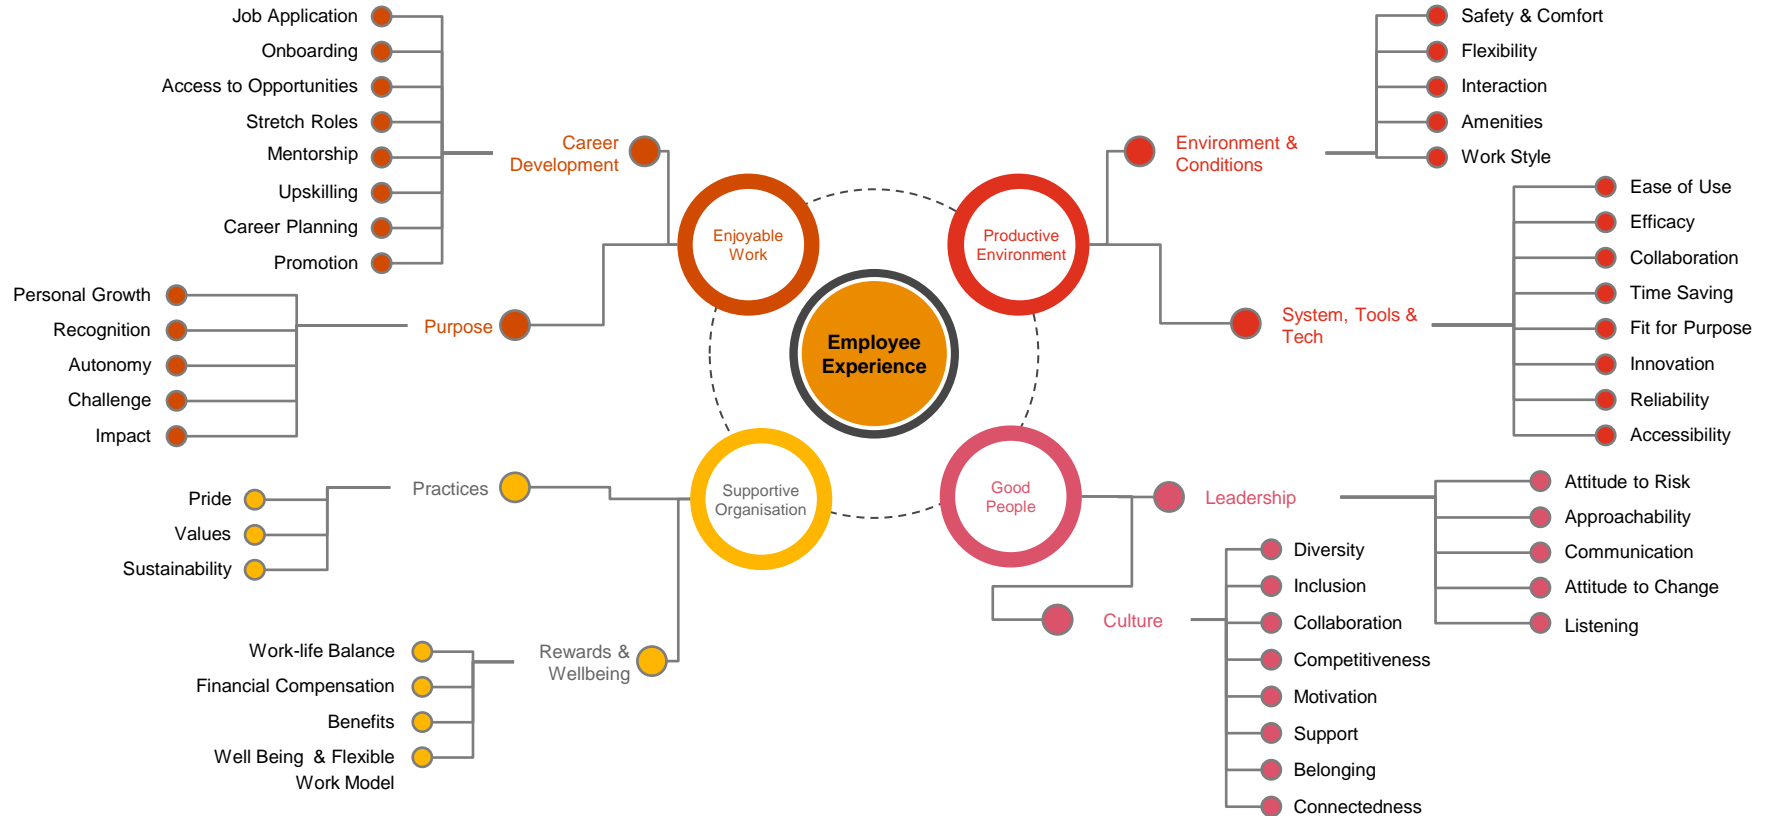 Job Application
Onboarding
Access to Opportunities
Stretch Roles
Mentorship
Upskilling
Career Planning
Promotion
Career
Development
Personal Growth
Recognition
Autonomy
Challenge
Impact
Purpose
Enjoyable
Work
Safety & Comfort
Flexibility
Interaction
Amenities
Work Style
Environment &
Conditions
Productive
Environment
Ease of Use
Efficacy
Collaboration
Time Saving
Fit for Purpose
Innovation
Reliability
Accessibility
System, Tools &
Tech
Employee
Experience
Pride
Values
Sustainability
Practices
Supportive
Organisation
Work-life Balance
Financial Compensation
Benefits
Well Being  & Flexible
Work Model
Rewards &
Wellbeing
Good
People
Leadership
Attitude to Risk
Approachability
Communication
Attitude to Change
Listening
Culture
Diversity
Inclusion
Collaboration
Competitiveness
Motivation
Support
Belonging
Connectedness